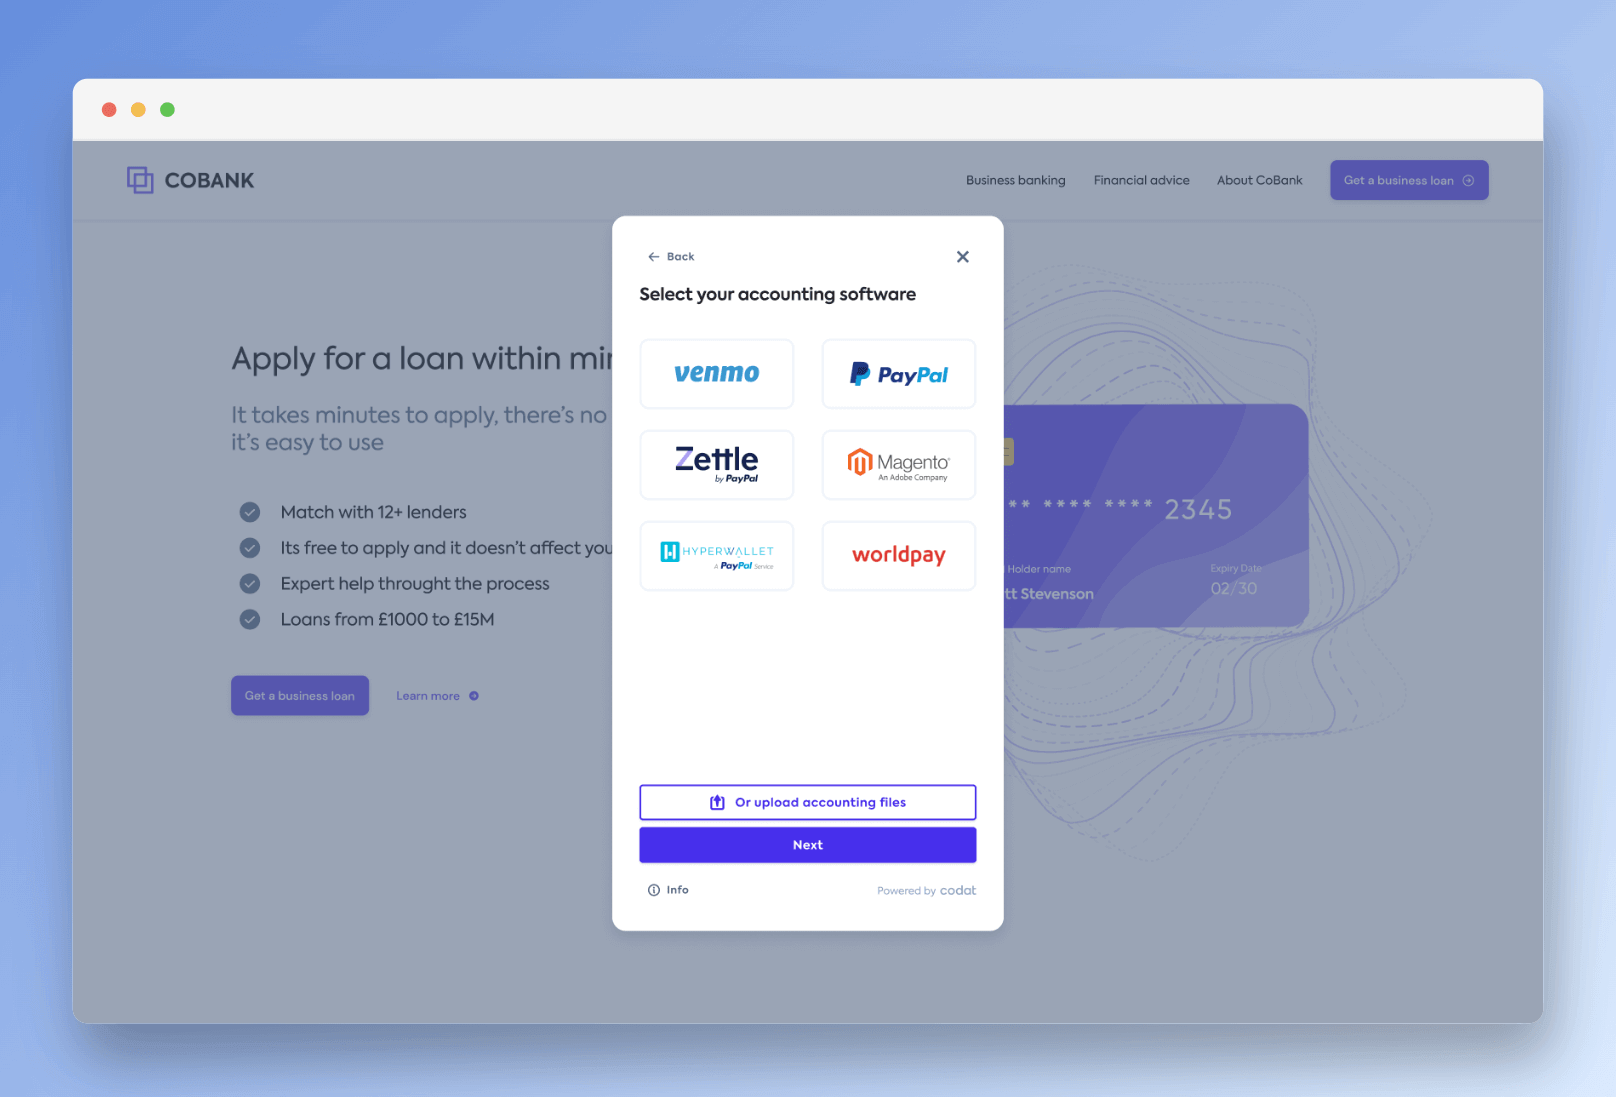 COBANK
Business banking
Financial advice
About CoBank
Get a business loan
Back
Select your accounting software
venmo
PayPal
Zettle
by PayPal
Magento
An Adobe Company
HYPERWALLET
A PayPal Service
worldpay
Or upload accounting files
Next
Info
Powered by codat
Apply for a loan within
It takes minutes to apply, there's no
it's easy to use
Match with 12+ lenders
Its free to apply and it doesn't affect you
Expert help throught the process
Loans from £1000 to £15M
Get a business loan
Learn more
** **** **** 2345
Holder name
Expiry Date
Stevenson
02/30